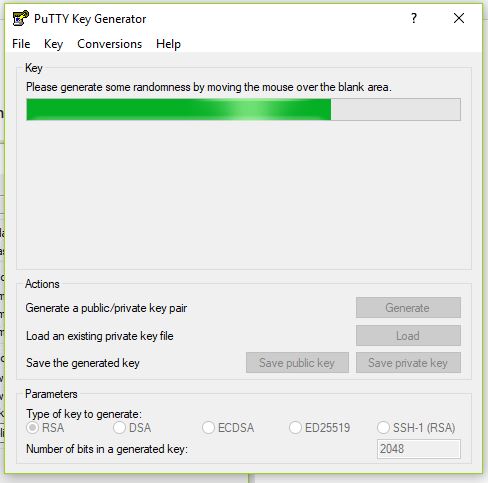 PuTTY Key Generator
File Key Conversions Help
Key
Please generate some randomness by moving the mouse over the blank area.
Actions
Generate a public/private key pair
Generate
Load an existing private key file
Load
Save the generated key
Save public key
Save private key
Parameters
Type of key to generate:
RSA DSA ECDSA ED25519 SSH-1 (RSA)
Number of bits in a generated key:
2048